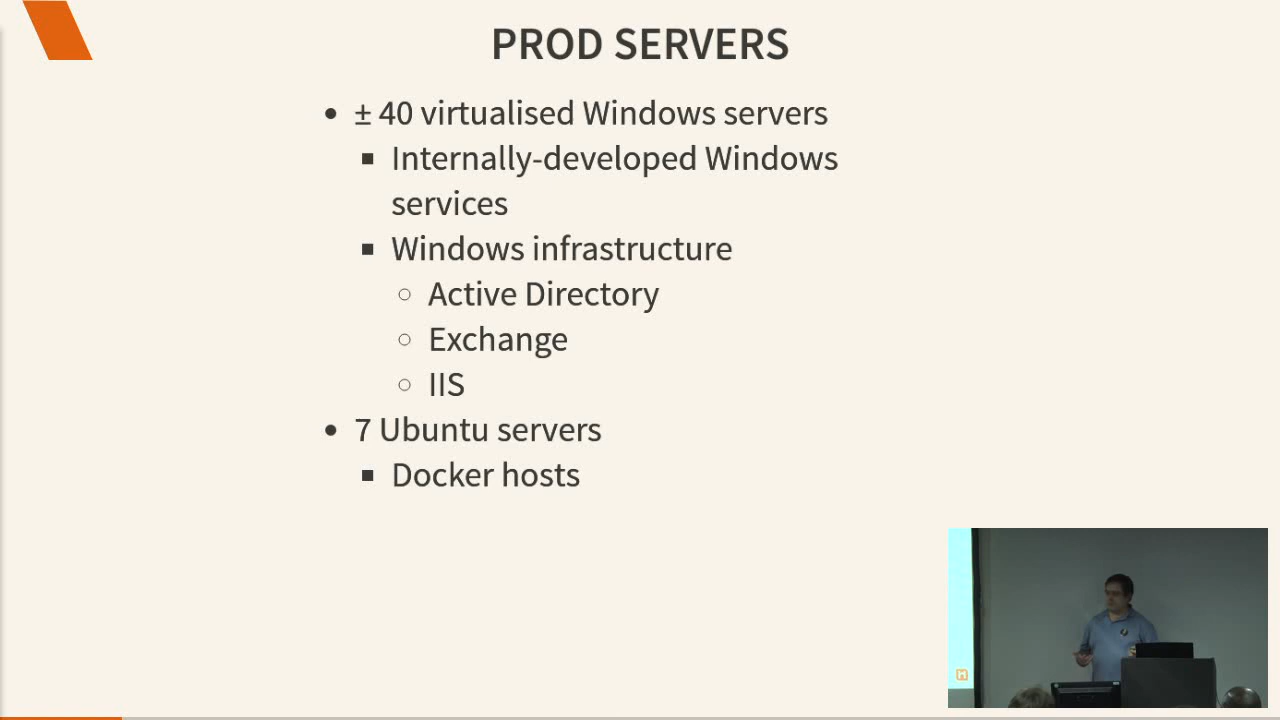 PROD SERVERS
± 40 virtualised Windows servers
Internally-developed Windows
services
Windows infrastructure
Active Directory
Exchange
IIS
7 Ubuntu servers
Docker hosts